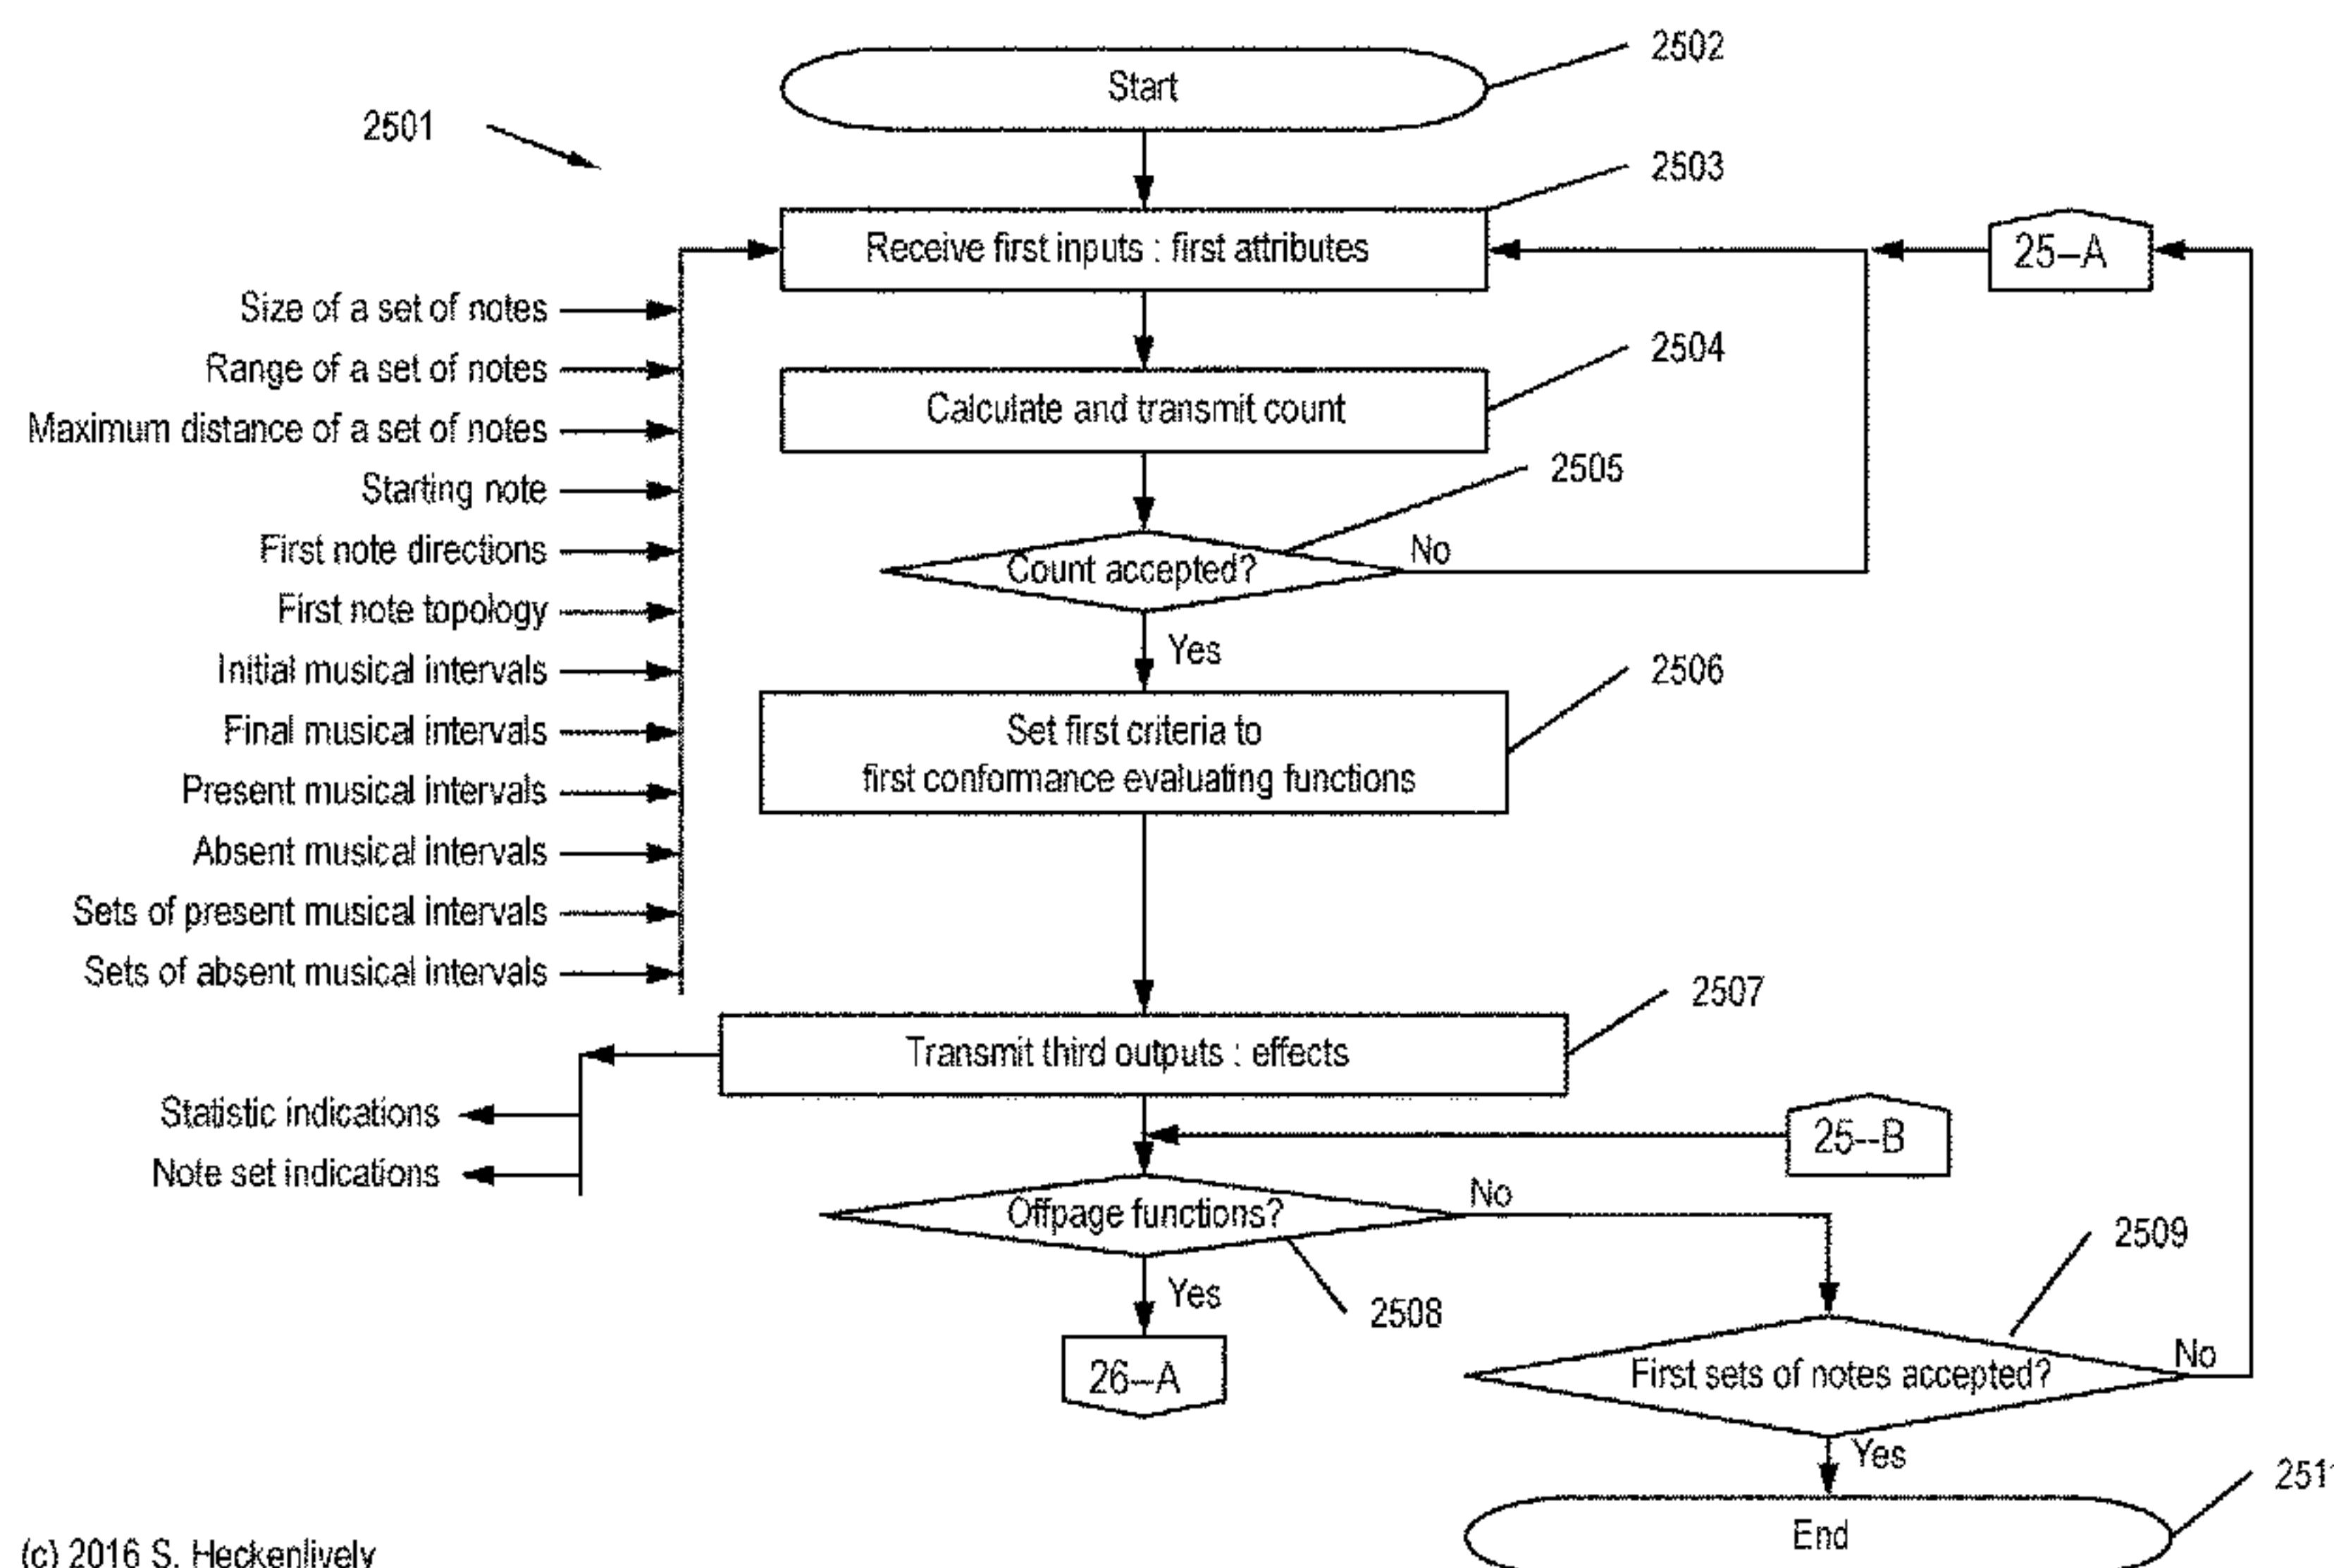 2502
Start
2501
2503
Receive first inputs : first attributes
25--A
Size of a set of notes
Range of a set of notes
Maximum distance of a set of notes
Starting note
First note directions
First note topology
Initial musical intervals
Final musical intervals
Present musical intervals
Absent musical intervals
Sets of present musical intervals
Sets of absent musical intervals
2504
Calculate and transmit count
2505
Count accepted?
No
Yes
2506
Set first criteria to
first conformance evaluating functions
2507
Transmit third outputs : effects
Statistic indications
Note set indications
25--B
Offpage functions?
No
2508
Yes
26--A
2509
First sets of notes accepted?
No
Yes
End
(c) 2016 S. Heckenlively